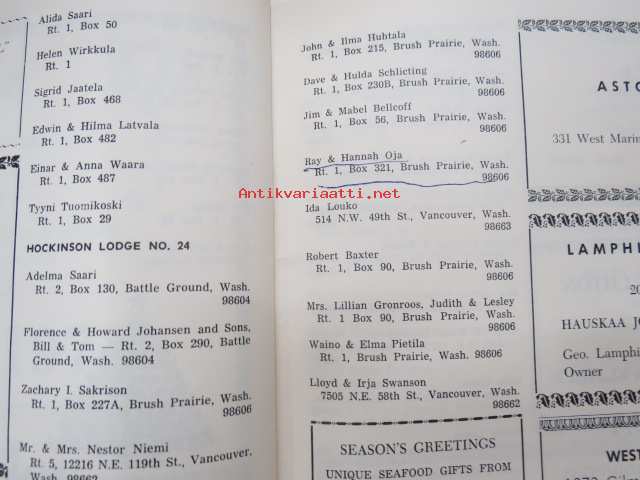 Alida Saari
Rt. 1, Box 50
Helen Wirkkula
Rt. 1
Sigrid Jaatela
Rt. 1, Box 468
Edwin & Hilma Latvala
Rt. 1, Box 482
Einar & Anna Waara
Rt. 1, Box 487
Tyyni Tuomikoski
Rt. 1, Box 29
HOCKINSON LODGE NO. 24
Adelma Saari
Rt. 2, Box 130, Battle Ground, Wash.
98604
Florence & Howard Johansen and Sons,
Bill & Tom — Rt. 2, Box 290, Battle
Ground, Wash. 98604
Zachary I. Sakrison
Rt. 1, Box 227A, Brush Prairie, Wash.
98606
Mr. & Mrs. Nestor Niemi
Rt. 5, 12216 N.E. 119th St., Vancouver,
Wash.
John & Ilma Huhtala
Rt. 1, Box 215, Brush Prairie, Wash.
98606
Dave & Hulda Schlicting
Rt. 1, Box 230B, Brush Prairie, Wash.
98606
Jim & Mabel Bellcoff
Rt. 1, Box 56, Brush Prairie, Wash.
98606
Ray & Hannah Oja
Rt. 1, Box 321, Brush Prairie, Wash.
98606
Antikvariaatti.com
Ida Louko
514 N.W. 49th St., Vancouver, Wash.
98663
Robert Baxter
Rt. 1, Box 90, Brush Prairie, Wash.
98606
Mrs. Lillian Gronroos, Judith & Lesley
Rt. 1 Box 90, Brush Prairie, Wash.
98606
Waino & Elma Pietila
Rt. 1, Brush Prairie, Wash.
98606
Lloyd & Irja Swanson
7505 N.E. 58th St., Vancouver, Wash.
98662
SEASON'S GREETINGS
UNIQUE SEAFOOD GIFTS FROM
ASTO
331 West Marin
LAMPH
20
HAUSKAA JO
Geo. Lamphi
Owner
WEST